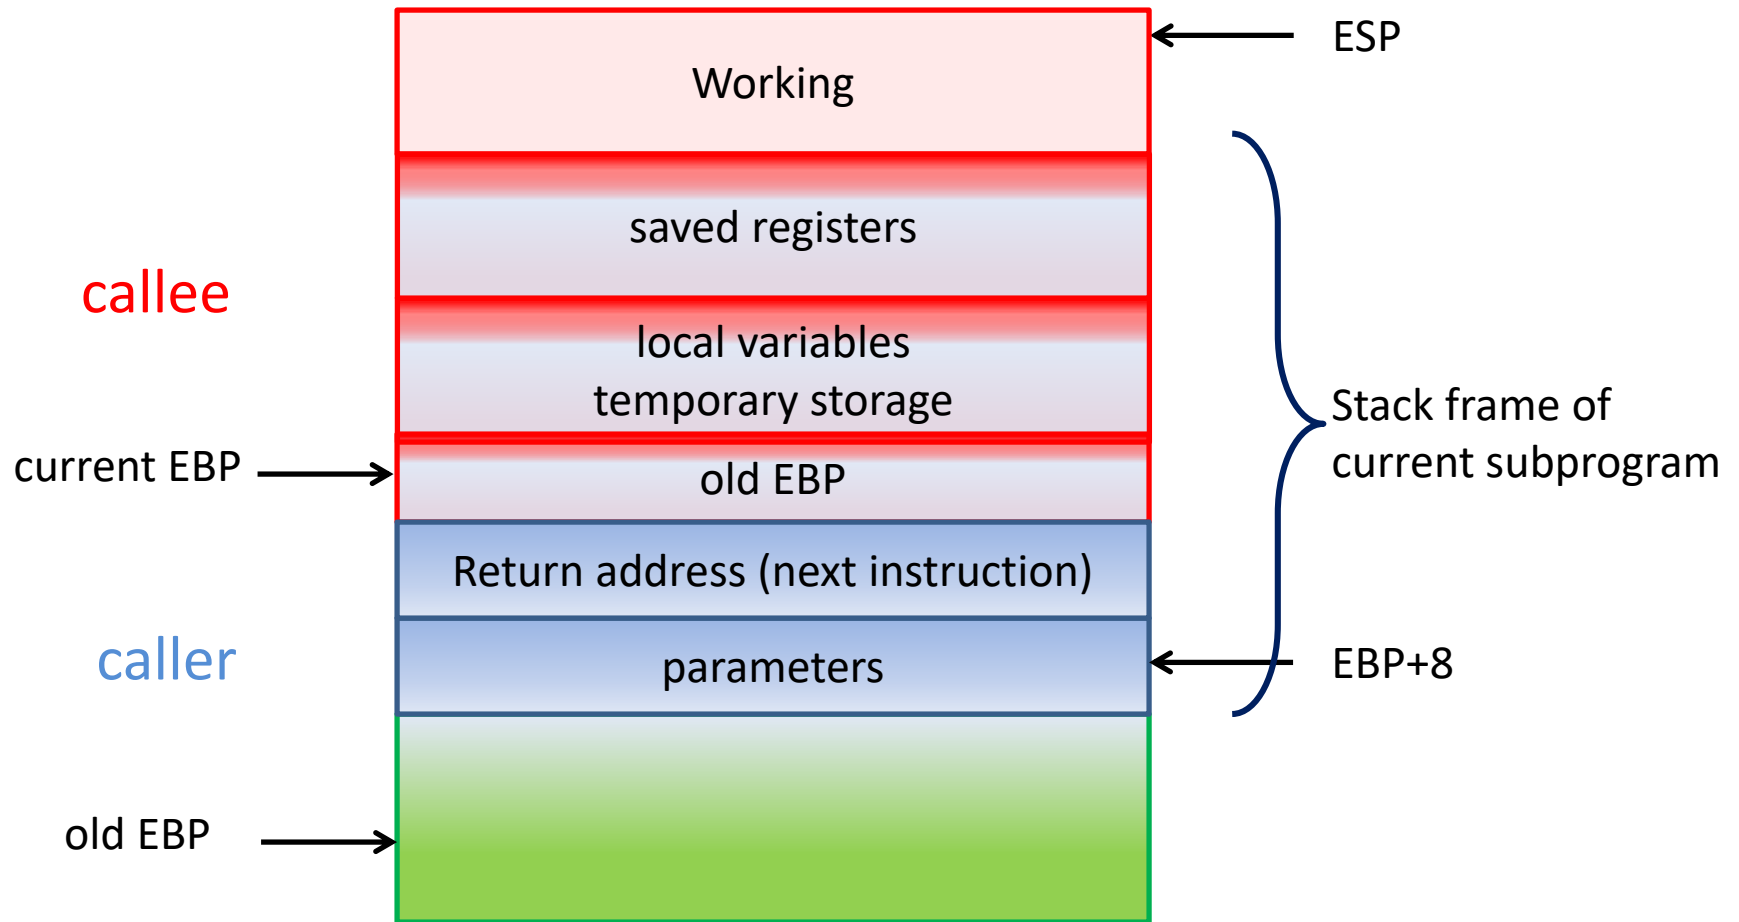 ESP
Working
saved registers
callee
local variables
temporary storage
Stack frame of
current subprogram
current EBP
old EBP
Return address (next instruction)
caller
parameters
EBP+8
old EBP